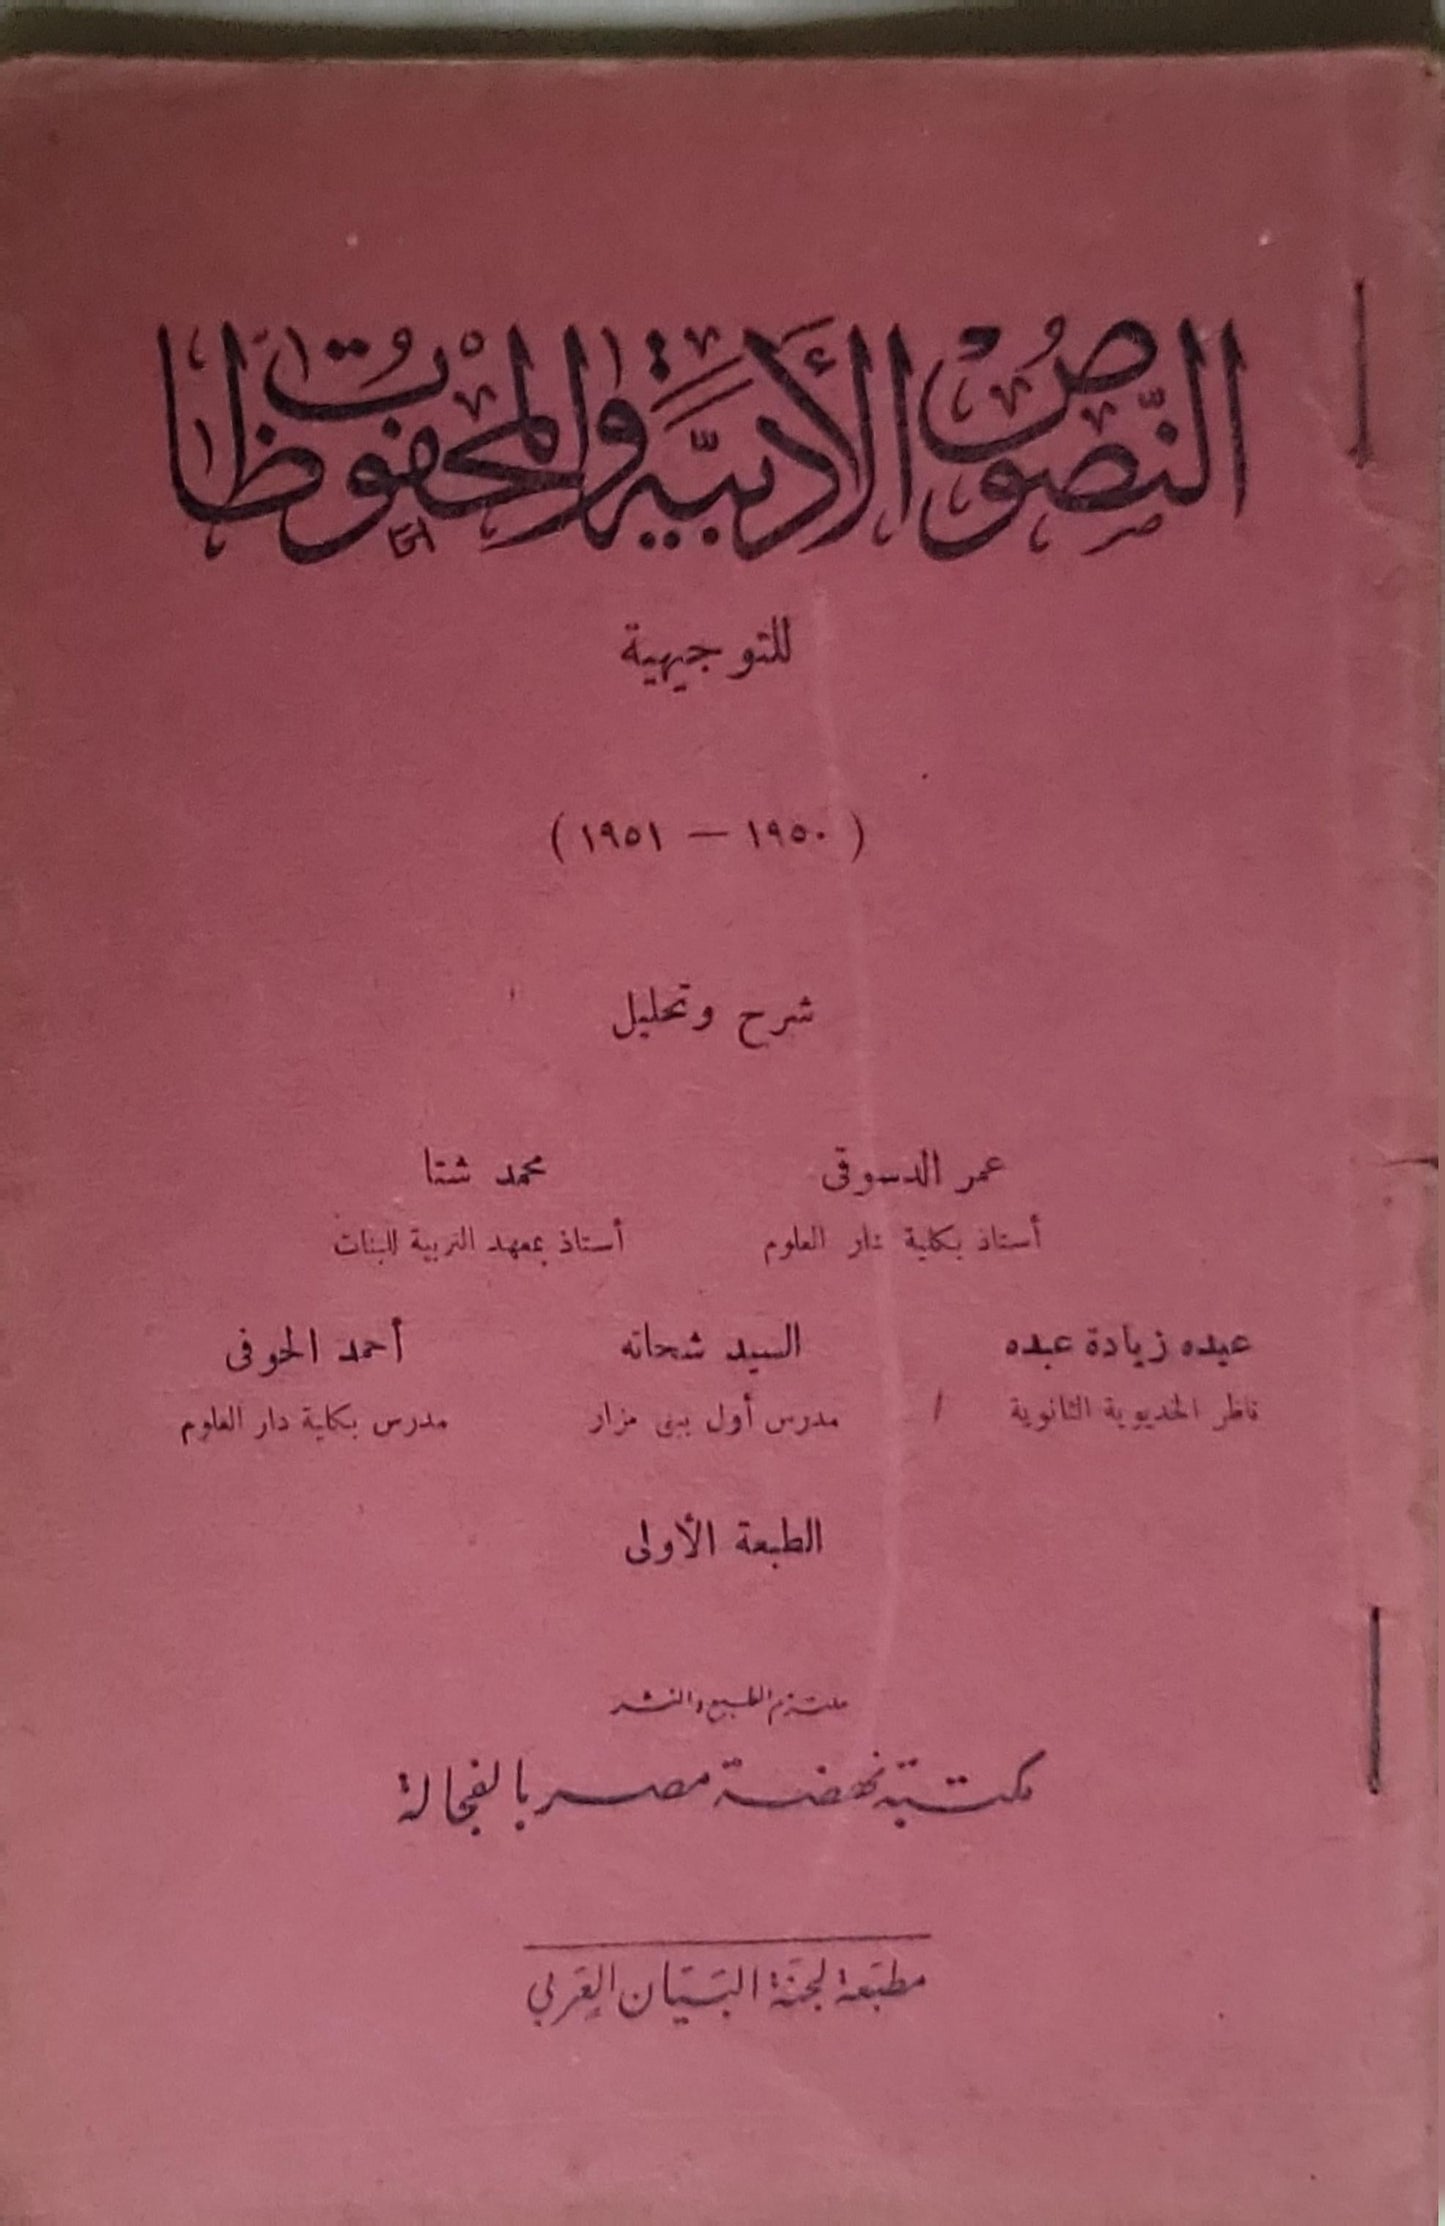 النصوص الأدبية والمحفوظات
للتوجيهية
( ١٩٥٠ — ١٩٥١ )
شرح وتحليل
عمر الدسوقى محمد شتا
أستاذ بكلية دار العلوم أستاذ بمعهد التربية للبنات
عبده زيادة عبده السيد شحاته أحمد الحوفى
ناظر الخديوية الثانوية مدرس أول ببنى مزار مدرس بكلية دار العلوم
الطبعة الأولى
ملتزم الطبع والنشر
مكتبة نهضة مصر بالفجالة
مطبعة لجنة البيان العربي